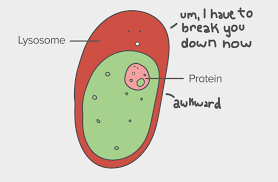 um, I have to
break you
down now
Lysosome
Protein
awkward